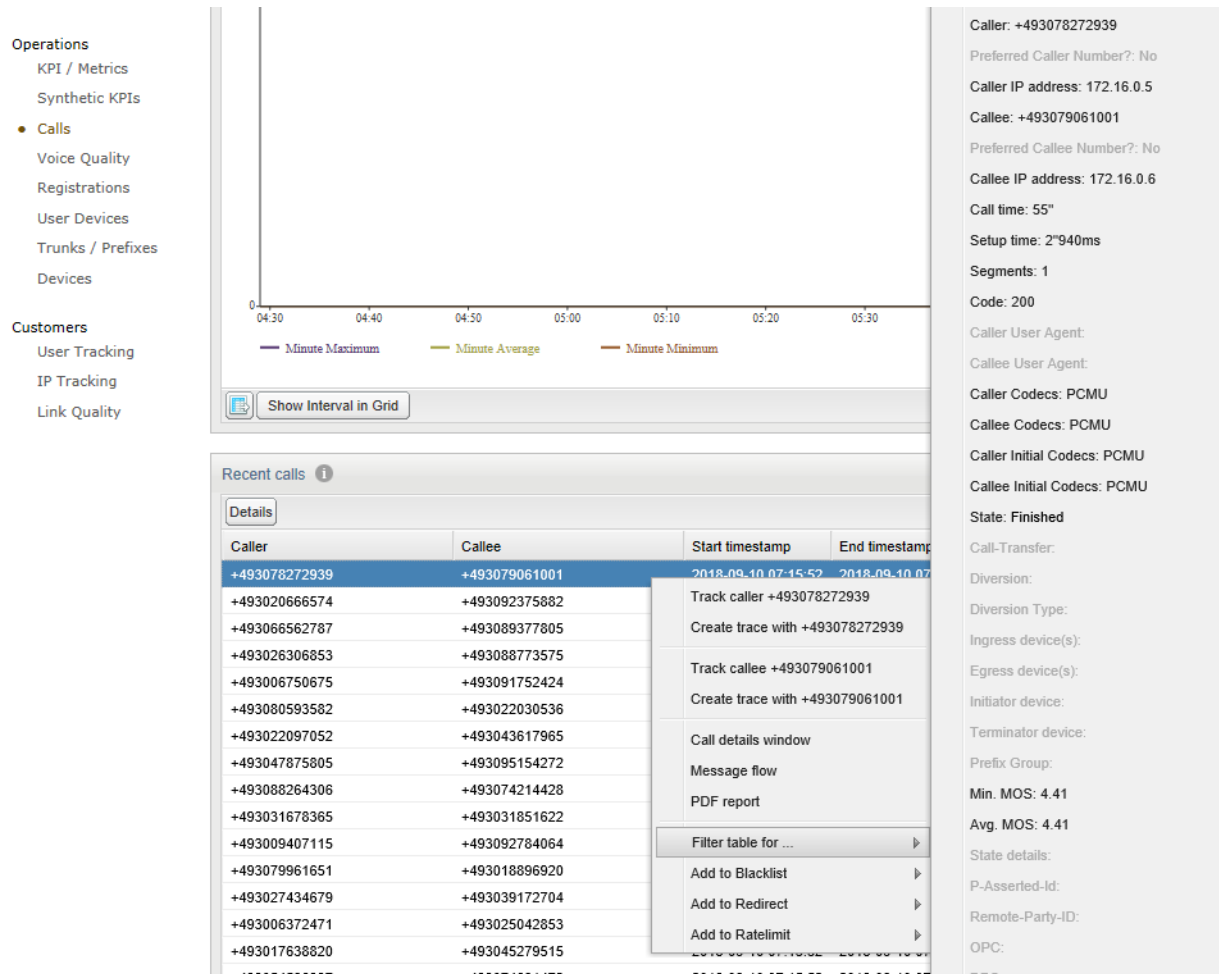 Operations
KPI / Metrics
Synthetic KPIs
Calls
Voice Quality
Registrations
User Devices
Trunks / Prefixes
Devices
Customers
User Tracking
IP Tracking
Link Quality
0
04:30 04:40 04:50 05:00 05:10 05:20 05:30
Minute Maximum Minute Average Minute Minimum
Show Interval in Grid
Recent calls
Details
Caller Callee Start timestamp End timestamp
+493078272939 +493079061001 2018-09-10 07:15:52 2018-09-10 07
+493020666574 +493092375882
+493066562787 +493089377805
+493026306853 +493088773575
+493006750675 +493091752424
+493080593582 +493022030536
+493022097052 +493043617965
+493047875805 +493095154272
+493088264306 +493074214428
+493031678365 +493031851622
+493009407115 +493092784064
+493079961651 +493018896920
+493027434679 +493039172704
+493006372471 +493025042853
+493017638820 +493045279515
Track caller +493078272939
Create trace with +493078272939
Track callee +493079061001
Create trace with +493079061001
Call details window
Message flow
PDF report
Filter table for ...
Add to Blacklist
Add to Redirect
Add to Ratelimit
Caller: +493078272939
Preferred Caller Number?: No
Caller IP address: 172.16.0.5
Callee: +493079061001
Preferred Callee Number?: No
Callee IP address: 172.16.0.6
Call time: 55"
Setup time: 2"940ms
Segments: 1
Code: 200
Caller User Agent:
Callee User Agent:
Caller Codecs: PCMU
Callee Codecs: PCMU
Caller Initial Codecs: PCMU
Callee Initial Codecs: PCMU
State: Finished
Call-Transfer:
Diversion:
Diversion Type:
Ingress device(s):
Egress device(s):
Initiator device:
Terminator device:
Prefix Group:
Min. MOS: 4.41
Avg. MOS: 4.41
State details:
P-Asserted-Id:
Remote-Party-ID:
OPC: